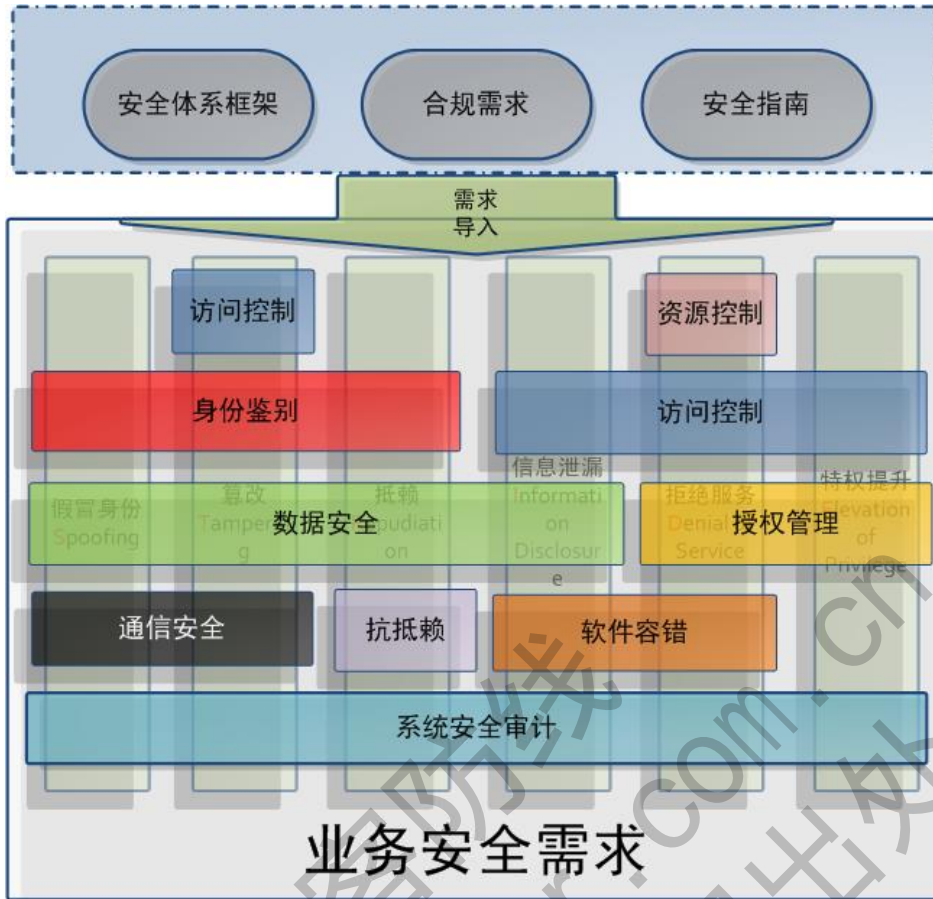 安全体系框架
合规需求
安全指南
需求
导入
访问控制
资源控制
身份鉴别
访问控制
假冒身份
Spoofing
篡改
抵赖
信息泄漏
Informati
on
Disclosur
e
拒绝服务
Denial
Service
特权提升
of
Privilege
数据安全
授权管理
通信安全
抗抵赖
软件容错
系统安全审计
业务安全需求